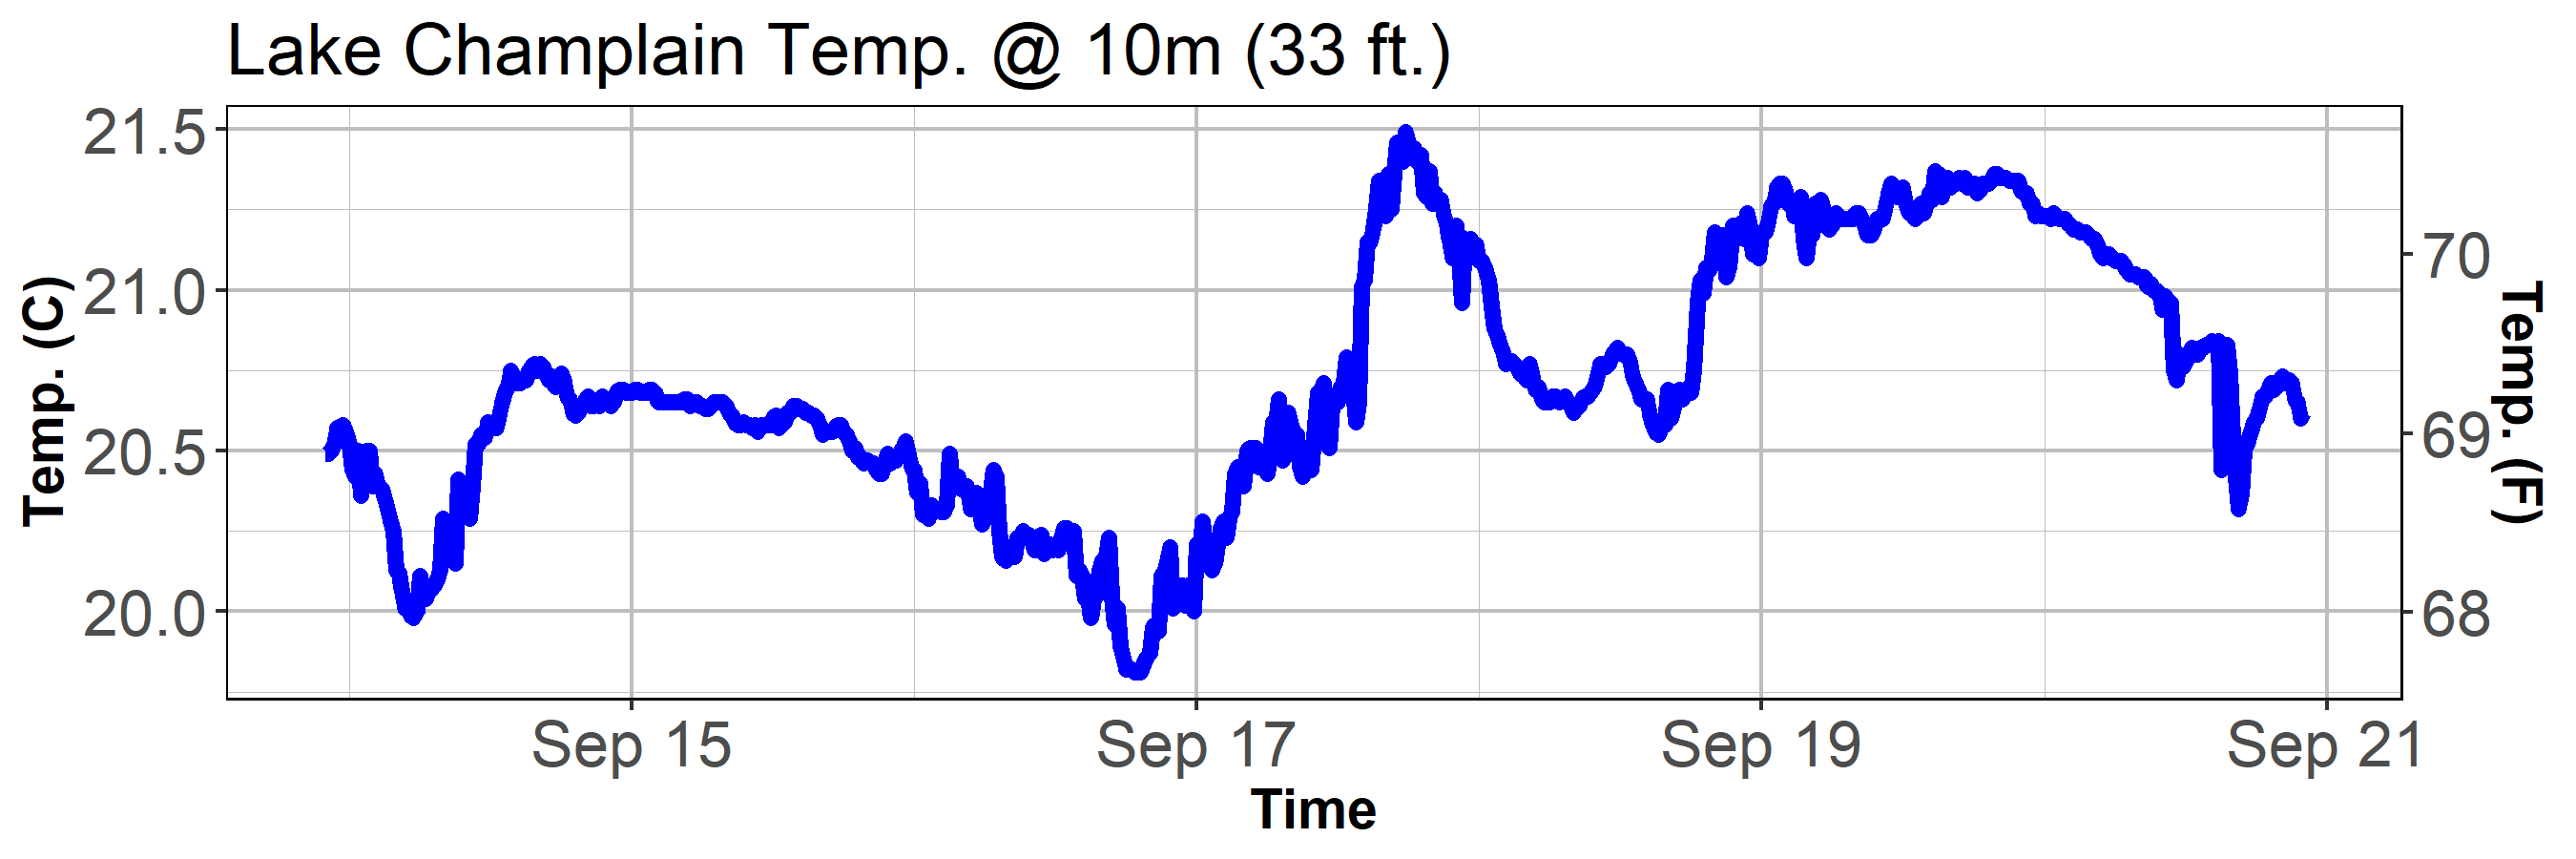 Lake Champlain Temp. @ 10m (33 ft.)
21.5
21.0
20.5
20.0
Temp. (C)
70
69
68
Temp. (F)
Sep 15 Sep 17 Sep 19 Sep 21
Time